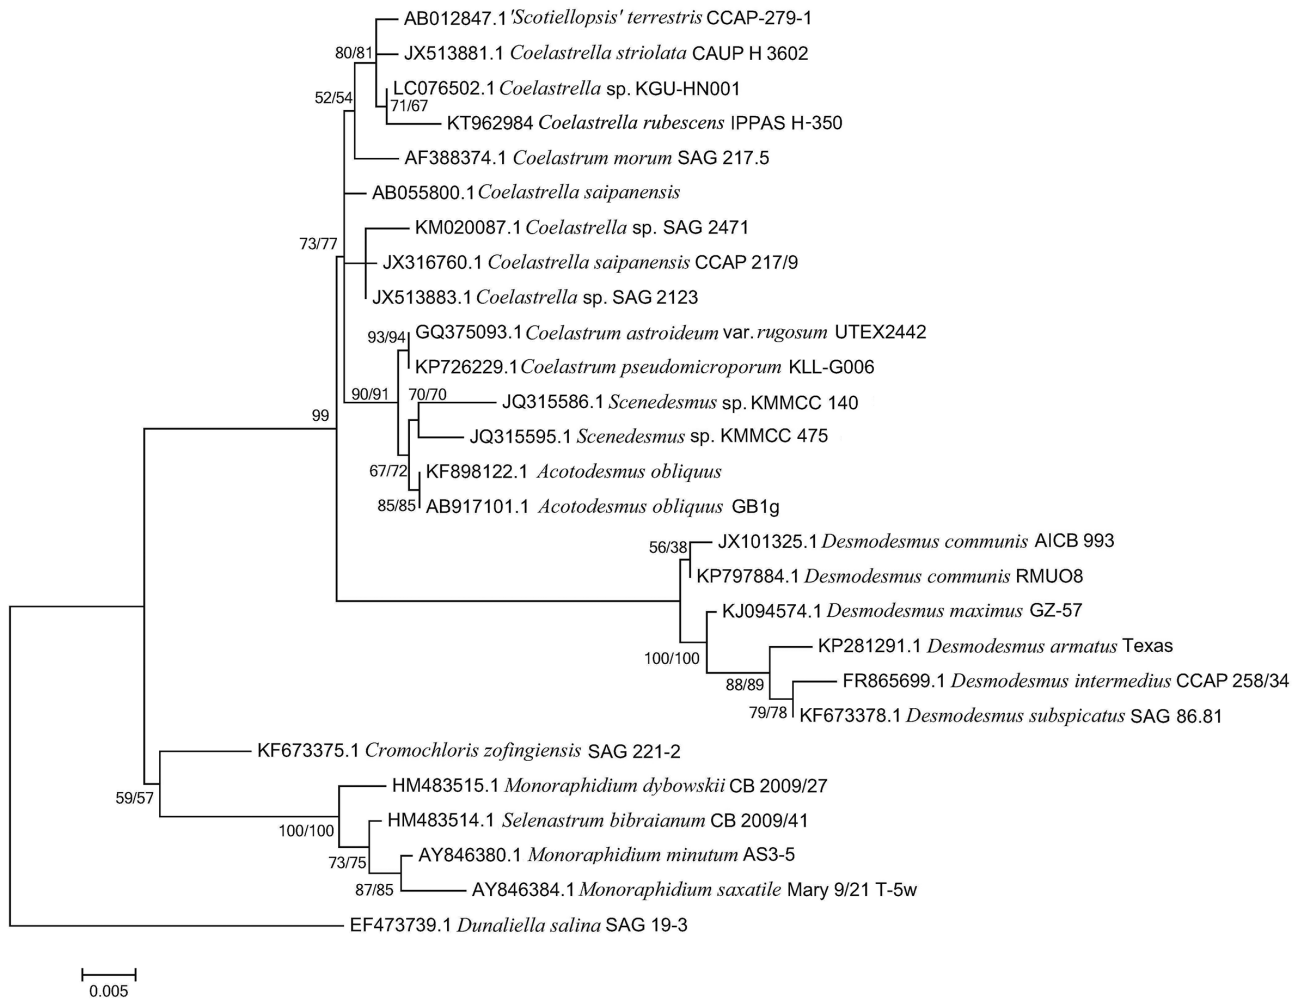 AB012847.1 'Scotiellopsis' terrestris CCAP-279-1
80/81
JX513881.1 Coelastrella striolata CAUP H 3602
LC076502.1 Coelastrella sp. KGU-HN001
52/54
71/67
KT962984 Coelastrella rubescens IPPAS H-350
AF388374.1 Coelastrum morum SAG 217.5
AB055800.1 Coelastrella saipanensis
KM020087.1 Coelastrella sp. SAG 2471
73/77
JX316760.1 Coelastrella saipanensis CCAP 217/9
JX513883.1 Coelastrella sp. SAG 2123
GQ375093.1 Coelastrum astroideum var. rugosum UTEX2442
93/94
KP726229.1 Coelastrum pseudomicroporum KLL-G006
90/91
70/70
JQ315586.1 Scenedesmus sp. KMMCC 140
99
JQ315595.1 Scenedesmus sp. KMMCC 475
67/72
KF898122.1 Acotodesmus obliquus
85/85
AB917101.1 Acotodesmus obliquus GB1g
JX101325.1 Desmodesmus communis AICB 993
56/38
KP797884.1 Desmodesmus communis RMUO8
KJ094574.1 Desmodesmus maximus GZ-57
KP281291.1 Desmodesmus armatus Texas
100/100
FR865699.1 Desmodesmus intermedius CCAP 258/34
88/89
79/78
KF673378.1 Desmodesmus subspicatus SAG 86.81
KF673375.1 Cromochloris zofingiensis SAG 221-2
HM483515.1 Monoraphidium dybowskii CB 2009/27
59/57
HM483514.1 Selenastrum bibraianum CB 2009/41
100/100
AY846380.1 Monoraphidium minutum AS3-5
73/75
87/85
AY846384.1 Monoraphidium saxatile Mary 9/21 T-5w
EF473739.1 Dunaliella salina SAG 19-3
0.005